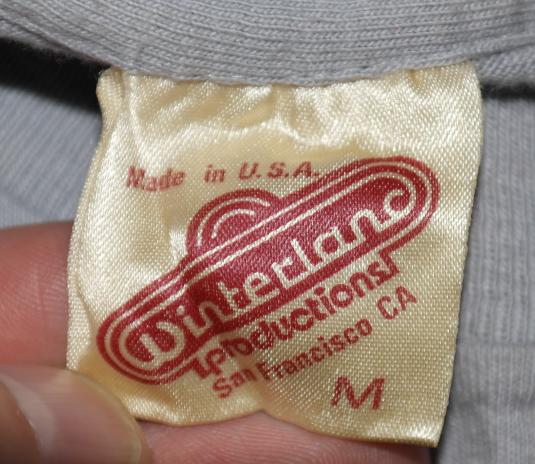 Made in U.S.A.
Winterland
productions
San Francisco CA
M